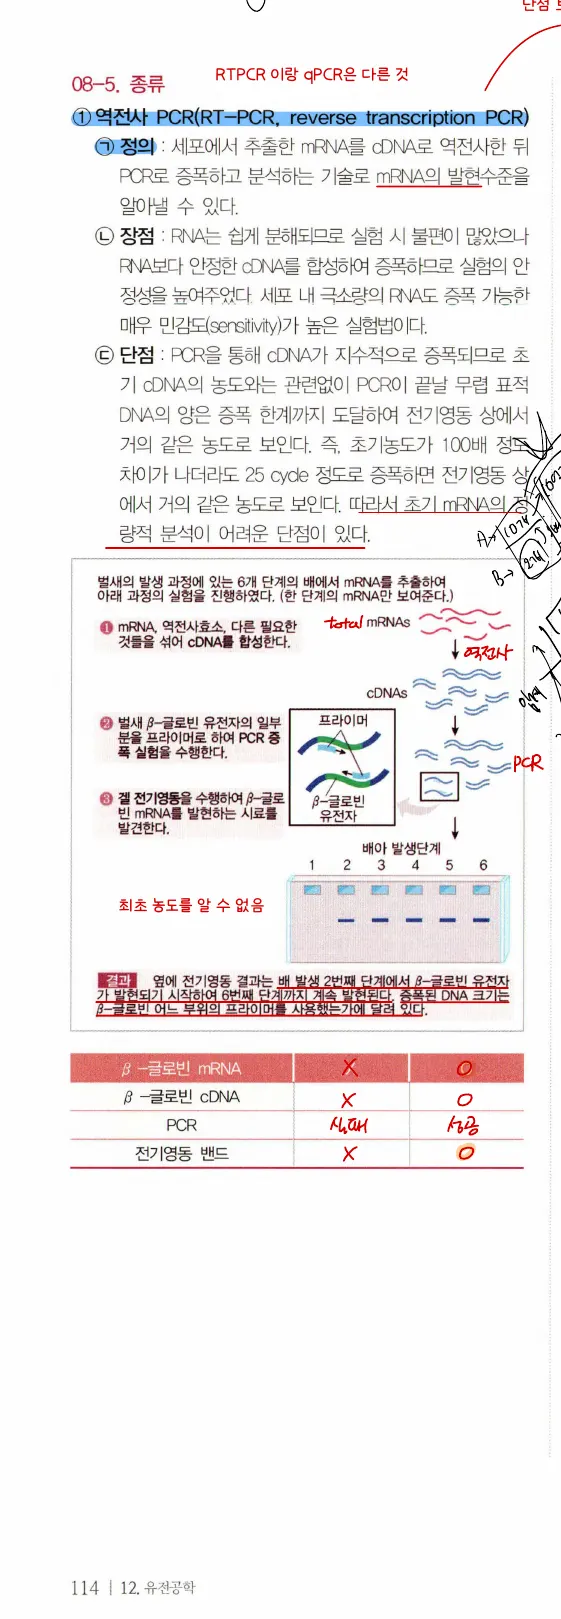 단점 보
RTPCR 이랑 qPCR은 다른 것
08-5. 종류
① 역전사 PCR(RT-PCR, reverse transcription PCR)
㉠ 정의 : 세포에서 추출한 mRNA를 cDNA로 역전사한 뒤
PCR로 증폭하고 분석하는 기술로 mRNA의 발현수준을
알아낼 수 있다.
㉡ 장점 : RNA는 쉽게 분해되므로 실험 시 불편이 많았으나
RNA보다 안정한 cDNA를 합성하여 증폭하므로 실험의 안
정성을 높여주었다. 세포 내 극소량의 RNA도 증폭 가능한
매우 민감도(sensitivity)가 높은 실험법이다.
㉢ 단점 : PCR을 통해 cDNA가 지수적으로 증폭되므로 초
기 cDNA의 농도와는 관련없이 PCR이 끝날 무렵 표적
DNA의 양은 증폭 한계까지 도달하여 전기영동 상에서
거의 같은 농도로 보인다. 즉, 초기농도가 100배 정도
차이가 나더라도 25 cycle 정도로 증폭하면 전기영동 상
에서 거의 같은 농도로 보인다. 따라서 초기 mRNA의 정
량적 분석이 어려운 단점이 있다.
A→ 107개
B→
벌새의 발생 과정에 있는 6개 단계의 배에서 mRNA를 추출하여
아래 과정의 실험을 진행하였다. (한 단계의 mRNA만 보여준다.)
❶ mRNA, 역전사효소, 다른 필요한
것들을 섞어 cDNA를 합성한다.
total mRNAs
역전사
cDNAs
❷ 벌새 β-글로빈 유전자의 일부
분을 프라이머로 하여 PCR 증
폭 실험을 수행한다.
프라이머
β-글로빈
유전자
PCR
❸ 겔 전기영동을 수행하여 β-글로
빈 mRNA를 발현하는 시료를
발견한다.
배아 발생단계
1 2 3 4 5 6
최초 농도를 알 수 없음
결과 옆에 전기영동 결과는 배 발생 2번째 단계에서 β-글로빈 유전자
가 발현되기 시작하여 6번째 단계까지 계속 발현된다. 증폭된 DNA 크기는
β-글로빈 어느 부위의 프라이머를 사용했는가에 달려 있다.
β -글로빈 mRNA X O
β -글로빈 cDNA X O
PCR 실패 성공
전기영동 밴드 X O
114 | 12. 유전공학